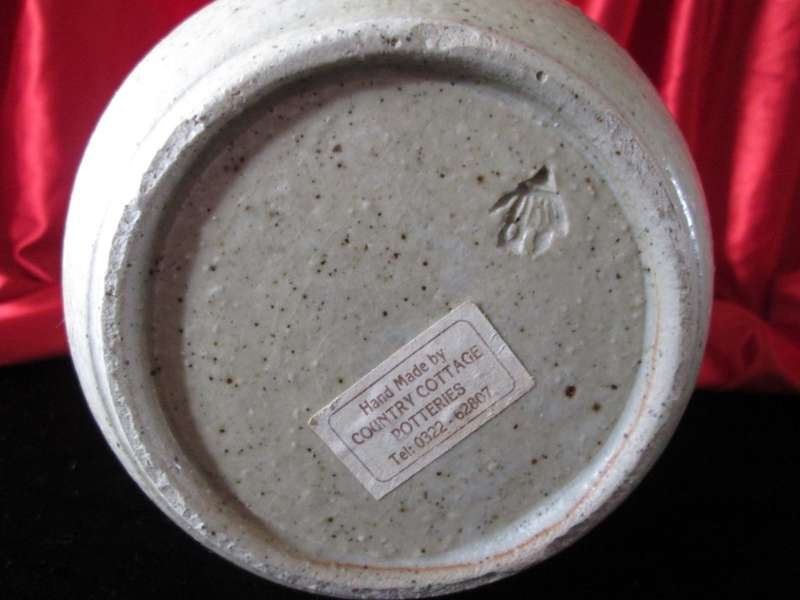 Hand Made by
COUNTRY COTTAGE
POTTERIES
Tel: 0322 - 62807